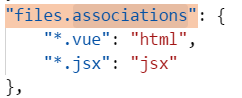 "files.associations": {
"*.vue": "html",
"*.jsx": "jsx"
},